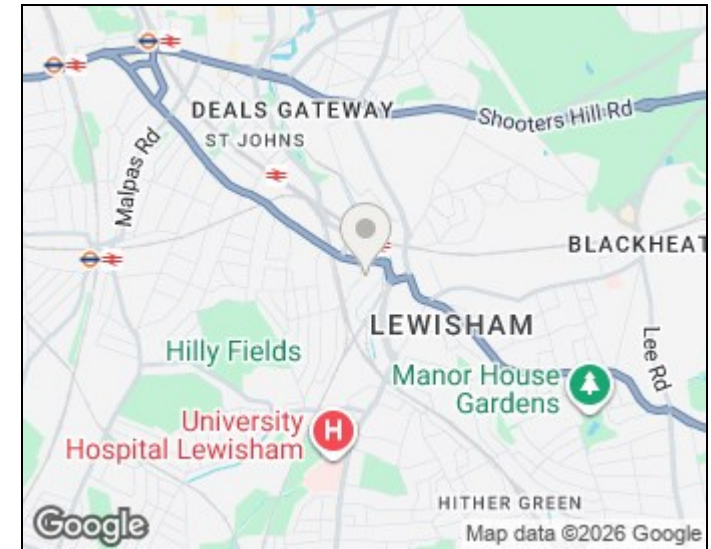 DEALS GATEWAY
Shooters Hill Rd
ST JOHNS
Malpas Rd
BLACKHEAT
LEWISHAM
Hilly Fields
Lee Rd
Manor House
Gardens
University
Hospital Lewisham
H
HITHER GREEN
Google
Map data ©2026 Google